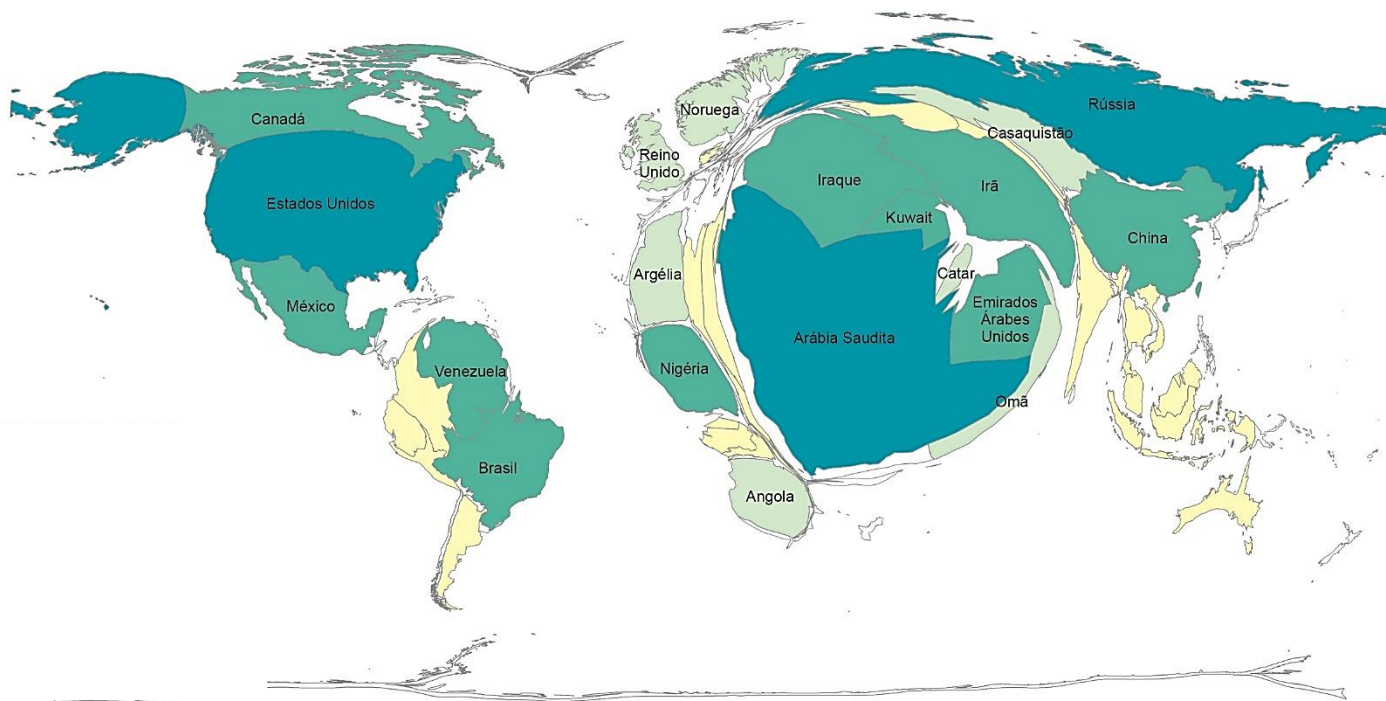 Canadá
Estados Unidos
México
Venezuela
Brasil
Noruega
Reino
Unido
Argélia
Nigéria
Angola
Rússia
Casaquistão
Iraque
Irã
Kuwait
China
Catar
Emirados
Árabes
Unidos
Arábia Saudita
Omã